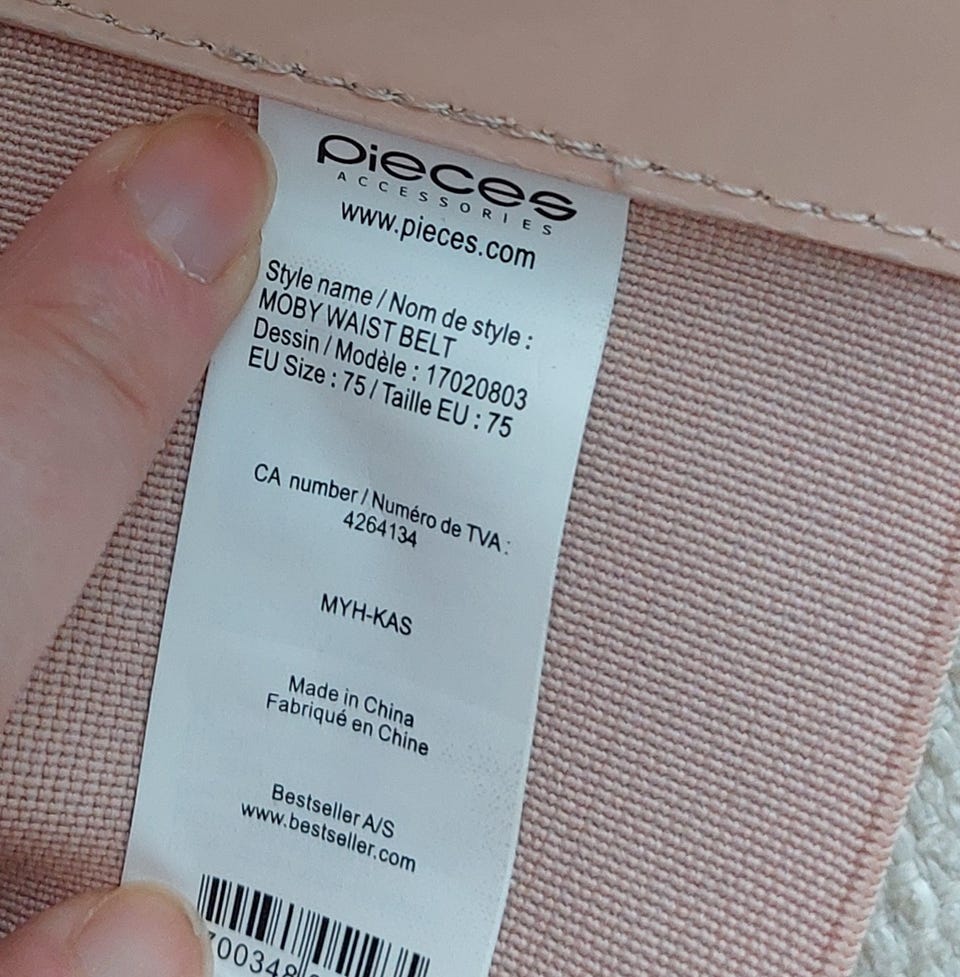 pieces
ACCESSORIES
www.pieces.com
Style name / Nom de style :
MOBY WAIST BELT
Dessin / Modèle : 17020803
EU Size : 75 / Taille EU : 75
CA number / Numéro de TVA :
4264134
MYH-KAS
Made in China
Fabriqué en Chine
Bestseller A/S
www.bestseller.com